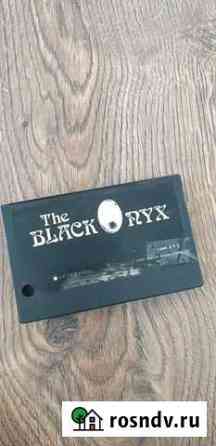 The
BLACK ONYX
rosndv.ru